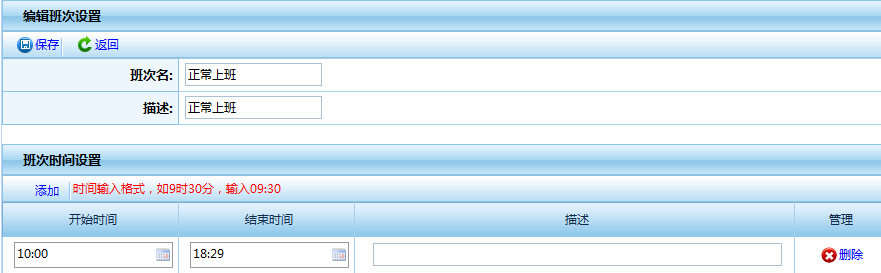 编辑班次设置
保存 返回
班次名: 正常上班
描述: 正常上班
班次时间设置
添加 时间输入格式，如9时30分，输入09:30
开始时间 结束时间 描述 管理
10:00 18:29 删除